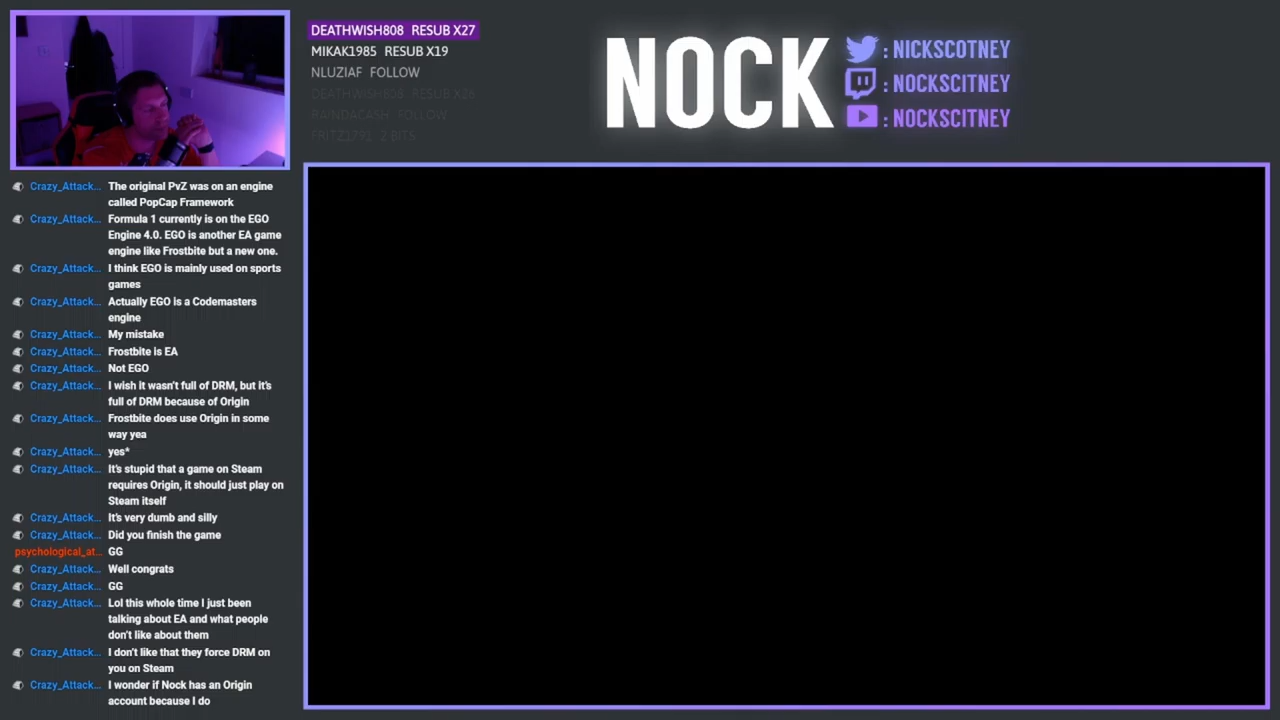 DEATHWISH808 RESUB X27
MIKAK1985 RESUB X19
NLUZIAF FOLLOW
DEATHWISH808 RESUB X26
RAINDACASH FOLLOW
FRITZ1791 2 BITS
NOCK
: NICKSCOTNEY
: NOCKSCITNEY
: NOCKSCITNEY
Crazy_Attack... The original PvZ was on an engine
called PopCap Framework
Crazy_Attack... Formula 1 currently is on the EGO
Engine 4.0. EGO is another EA game
engine like Frostbite but a new one.
Crazy_Attack... I think EGO is mainly used on sports
games
Crazy_Attack... Actually EGO is a Codemasters
engine
Crazy_Attack... My mistake
Crazy_Attack... Frostbite is EA
Crazy_Attack... Not EGO
Crazy_Attack... I wish it wasn't full of DRM, but it's
full of DRM because of Origin
Crazy_Attack... Frostbite does use Origin in some
way yea
Crazy_Attack... yes*
Crazy_Attack... It's stupid that a game on Steam
requires Origin, it should just play on
Steam itself
Crazy_Attack... It's very dumb and silly
Crazy_Attack... Did you finish the game
psychological_at... GG
Crazy_Attack... Well congrats
Crazy_Attack... GG
Crazy_Attack... Lol this whole time I just been
talking about EA and what people
don't like about them
Crazy_Attack... I don't like that they force DRM on
you on Steam
Crazy_Attack... I wonder if Nock has an Origin
account because I do